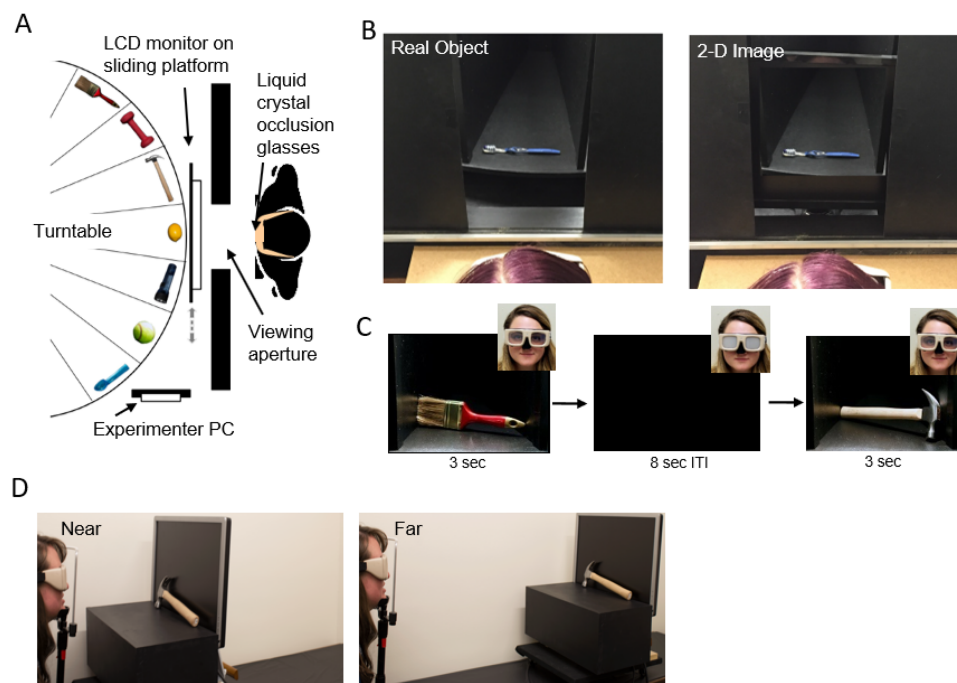 A
LCD monitor on
sliding platform
Liquid
crystal
occlusion
glasses
Turntable
Viewing
aperture
Experimenter PC
B
Real Object
2-D Image
C
3 sec
8 sec ITI
3 sec
D
Near
Far